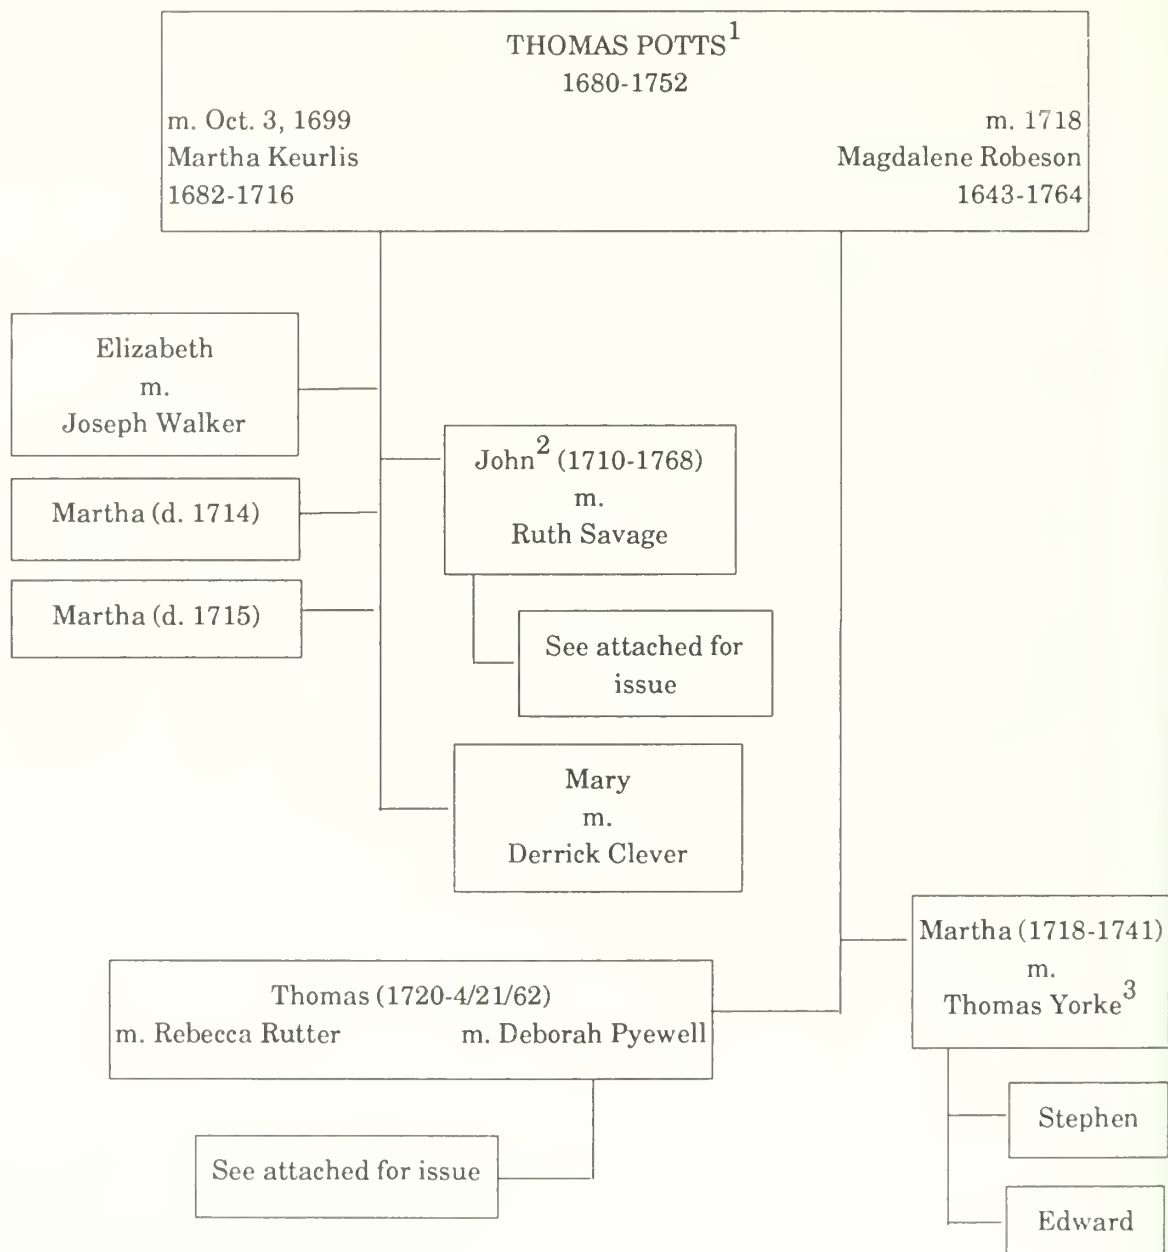 THOMAS POTTS1
1680-1752
m. Oct. 3, 1699
Martha Keurlis
1682-1716
m. 1718
Magdalene Robeson
1643-1764
Elizabeth
m.
Joseph Walker
John2 (1710-1768)
m.
Ruth Savage
Martha (d. 1714)
Martha (d. 1715)
See attached for
issue
Mary
m.
Derrick Clever
Martha (1718-1741)
m.
Thomas Yorke3
Thomas (1720-4/21/62)
m. Rebecca Rutter m. Deborah Pyewell
Stephen
See attached for issue
Edward